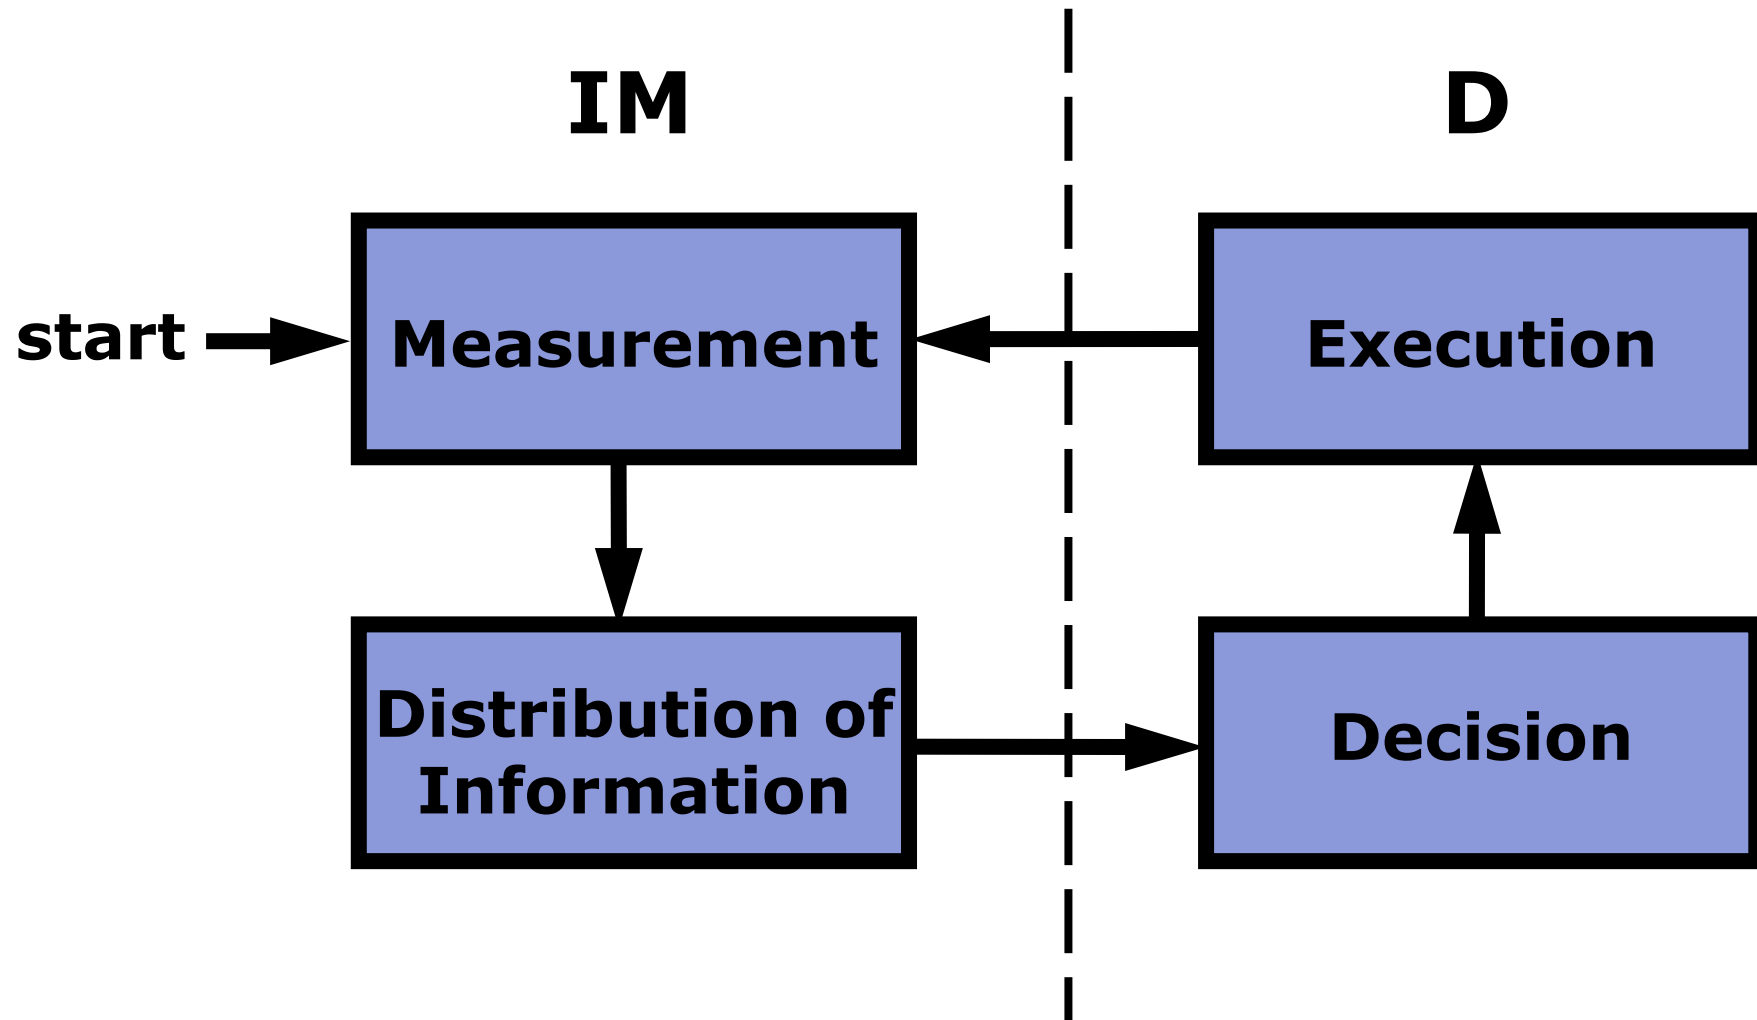 IM
D
start
Measurement
Execution
Distribution of
Information
Decision